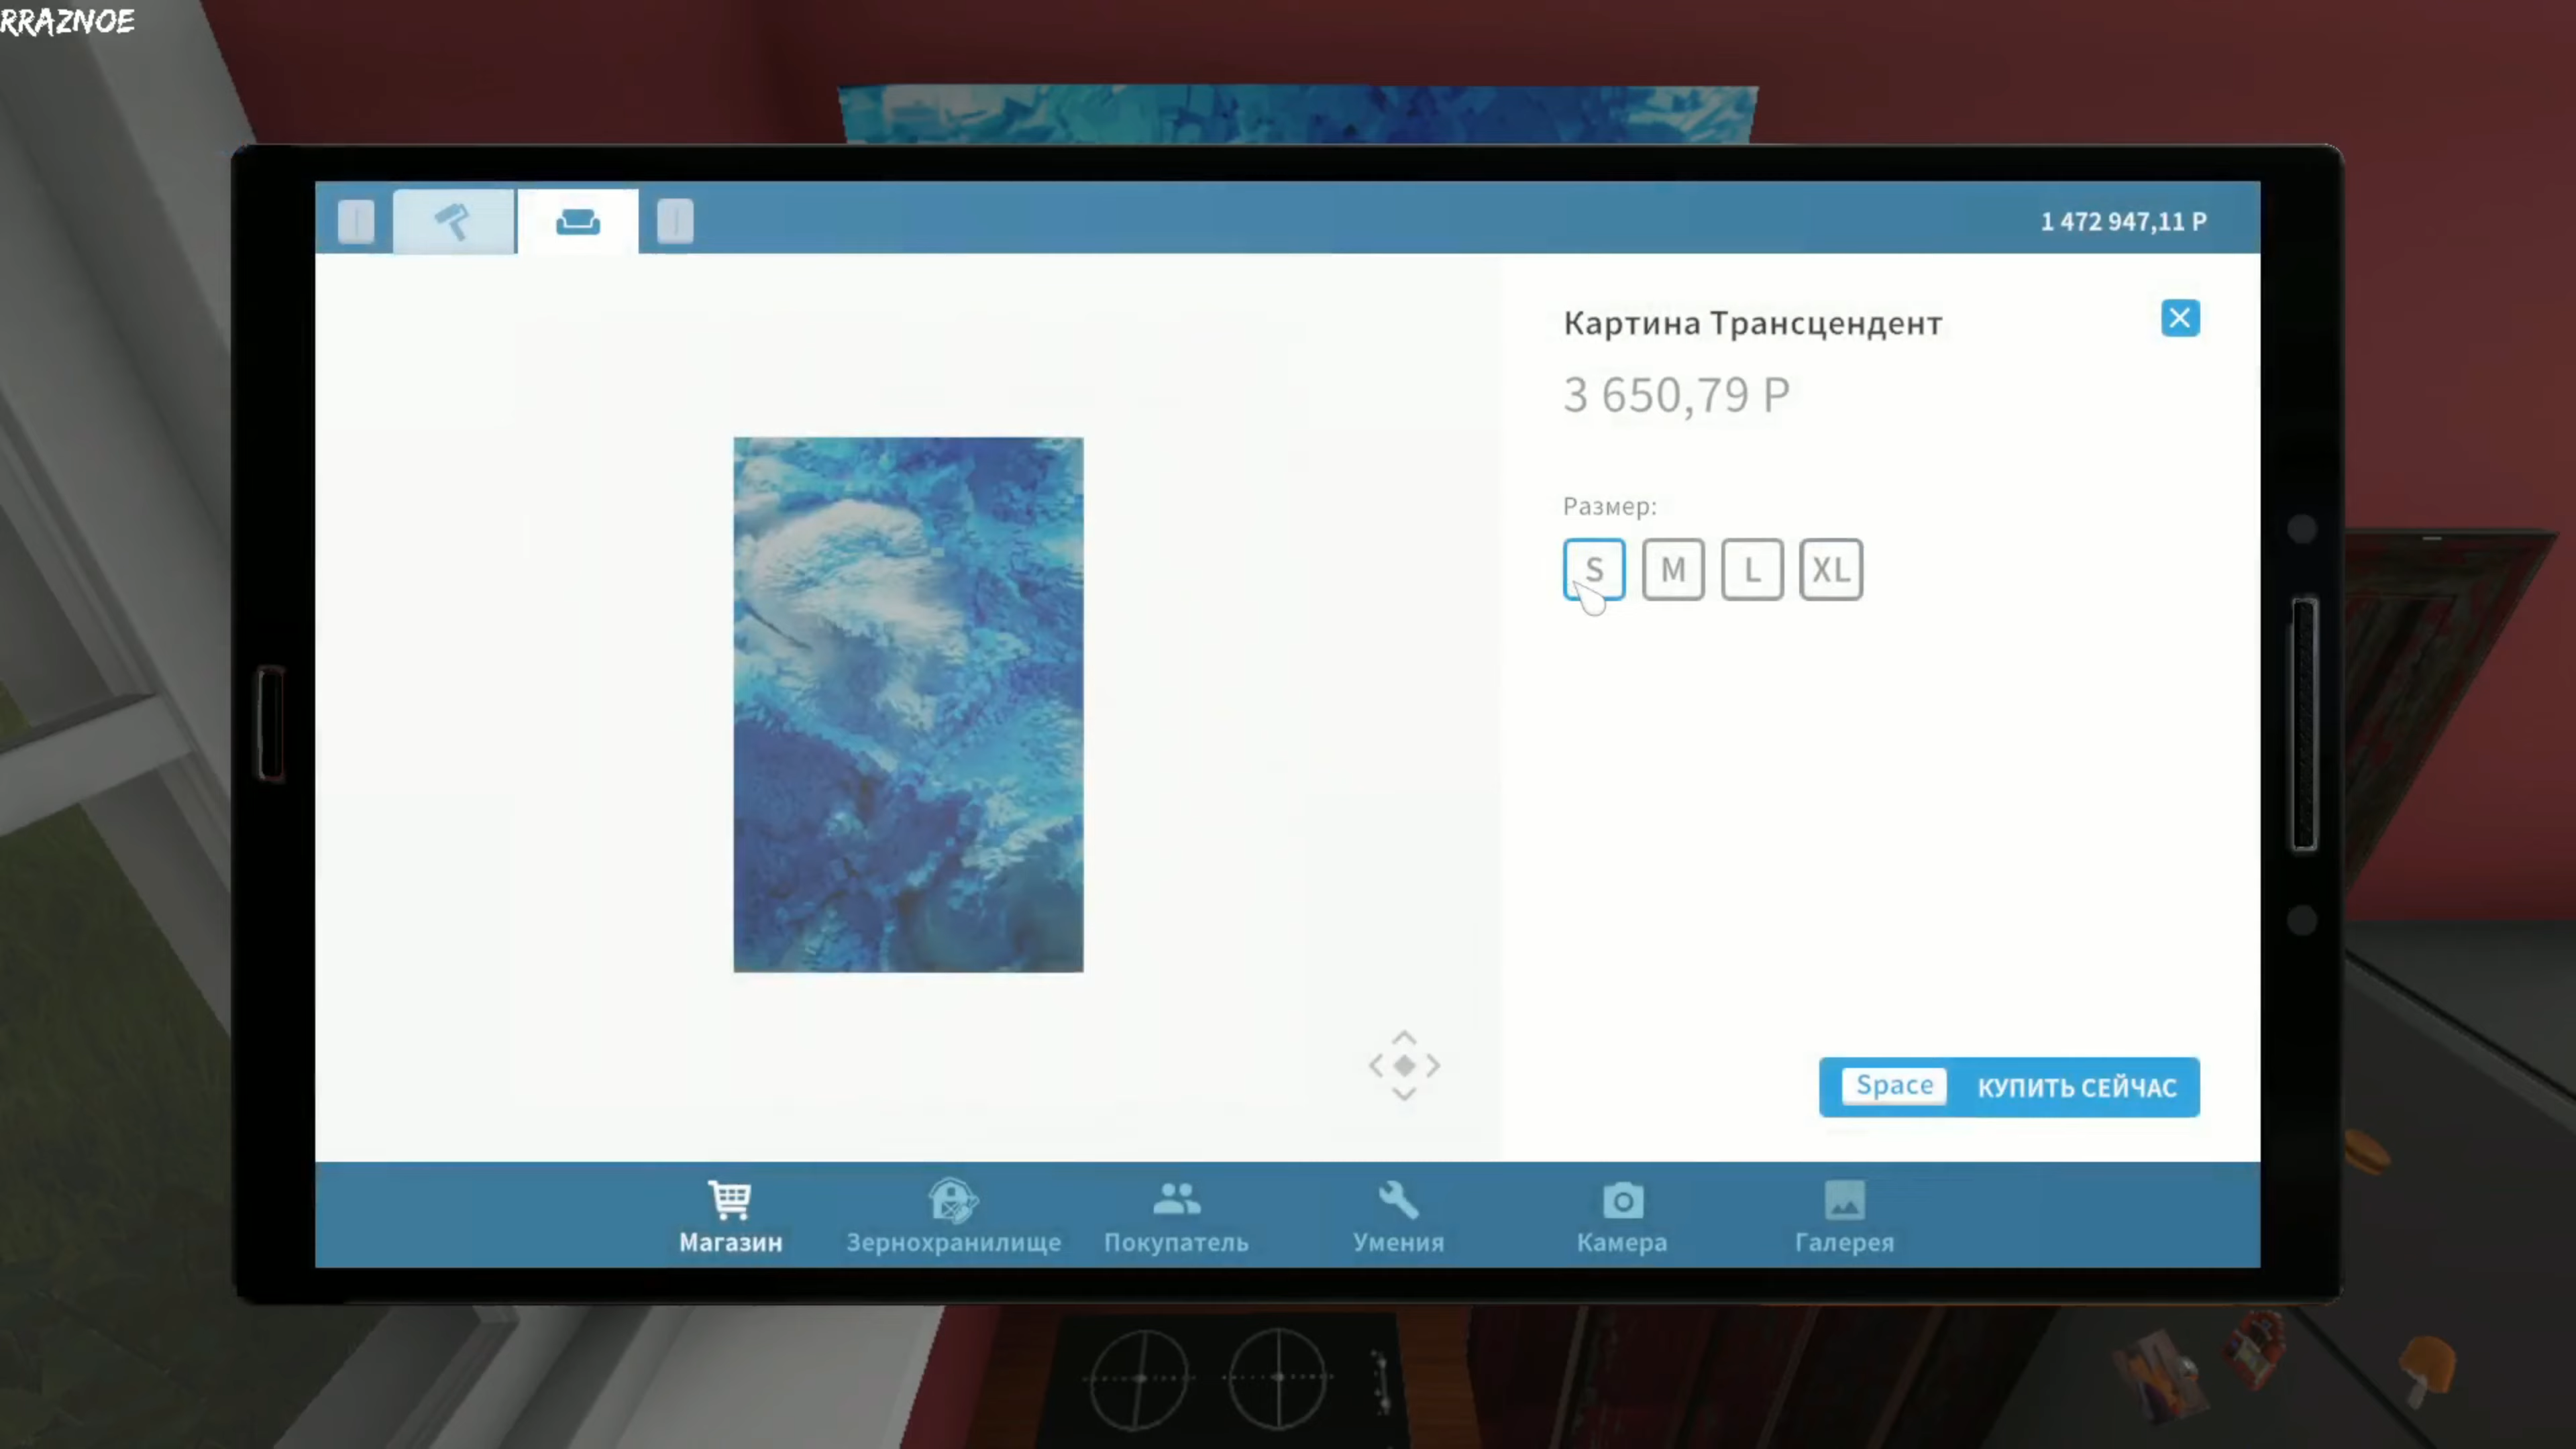 RRAZNOE
1 472 947,11 Р
Картина Трансцендент
3 650,79 Р
Размер:
S M L XL
Space КУПИТЬ СЕЙЧАС
Магазин Зернохранилище Покупатель Умения Камера Галерея